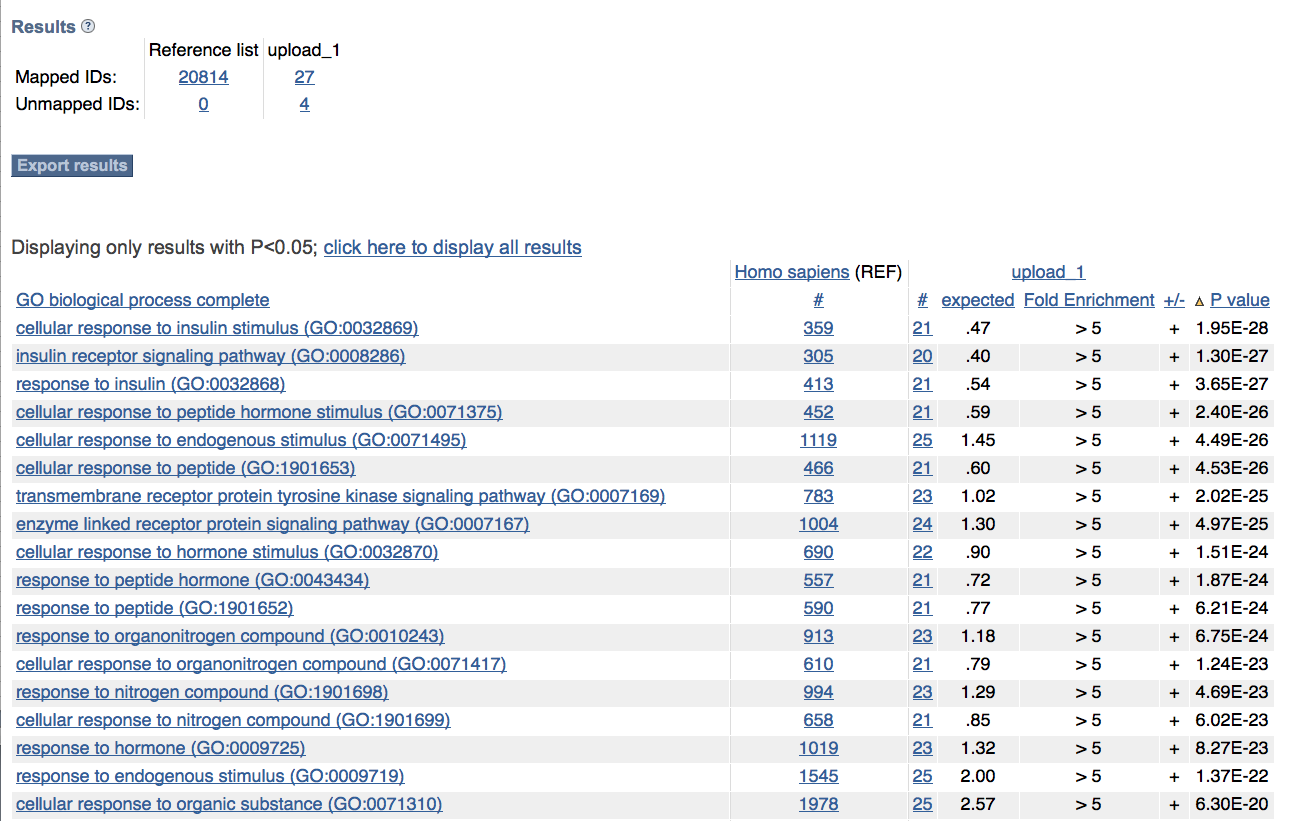 Results ?
Reference list upload_1
Mapped IDs: 20814 27
Unmapped IDs: 0 4
Export results
Displaying only results with P<0.05; click here to display all results
Homo sapiens (REF) upload_1
GO biological process complete # # expected Fold Enrichment +/- P value
cellular response to insulin stimulus (GO:0032869) 359 21 .47 > 5 + 1.95E-28
insulin receptor signaling pathway (GO:0008286) 305 20 .40 > 5 + 1.30E-27
response to insulin (GO:0032868) 413 21 .54 > 5 + 3.65E-27
cellular response to peptide hormone stimulus (GO:0071375) 452 21 .59 > 5 + 2.40E-26
cellular response to endogenous stimulus (GO:0071495) 1119 25 1.45 > 5 + 4.49E-26
cellular response to peptide (GO:1901653) 466 21 .60 > 5 + 4.53E-26
transmembrane receptor protein tyrosine kinase signaling pathway (GO:0007169) 783 23 1.02 > 5 + 2.02E-25
enzyme linked receptor protein signaling pathway (GO:0007167) 1004 24 1.30 > 5 + 4.97E-25
cellular response to hormone stimulus (GO:0032870) 690 22 .90 > 5 + 1.51E-24
response to peptide hormone (GO:0043434) 557 21 .72 > 5 + 1.87E-24
response to peptide (GO:1901652) 590 21 .77 > 5 + 6.21E-24
response to organonitrogen compound (GO:0010243) 913 23 1.18 > 5 + 6.75E-24
cellular response to organonitrogen compound (GO:0071417) 610 21 .79 > 5 + 1.24E-23
response to nitrogen compound (GO:1901698) 994 23 1.29 > 5 + 4.69E-23
cellular response to nitrogen compound (GO:1901699) 658 21 .85 > 5 + 6.02E-23
response to hormone (GO:0009725) 1019 23 1.32 > 5 + 8.27E-23
response to endogenous stimulus (GO:0009719) 1545 25 2.00 > 5 + 1.37E-22
cellular response to organic substance (GO:0071310) 1978 25 2.57 > 5 + 6.30E-20